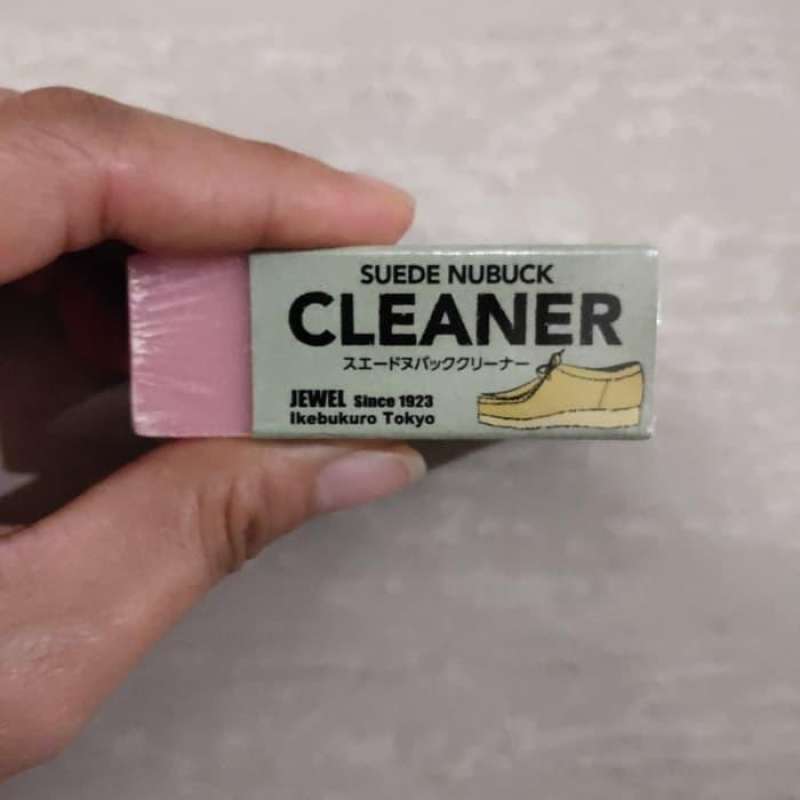 SUEDE NUBUCK
CLEANER
スエードヌバッククリーナー
JEWEL Since 1923
Ikebukuro Tokyo